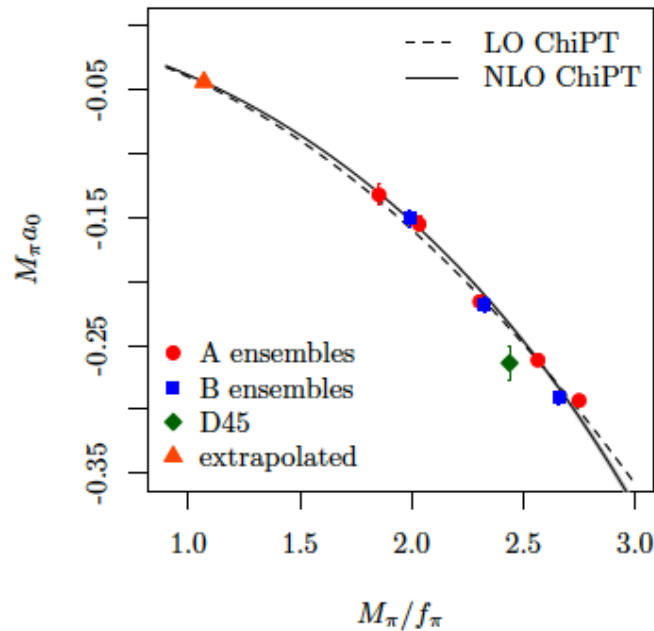 LO ChiPT
NLO ChiPT
-0.05
-0.15
-0.25
-0.35
M_π a_0
A ensembles
B ensembles
D45
extrapolated
1.0 1.5 2.0 2.5 3.0
M_π/f_π